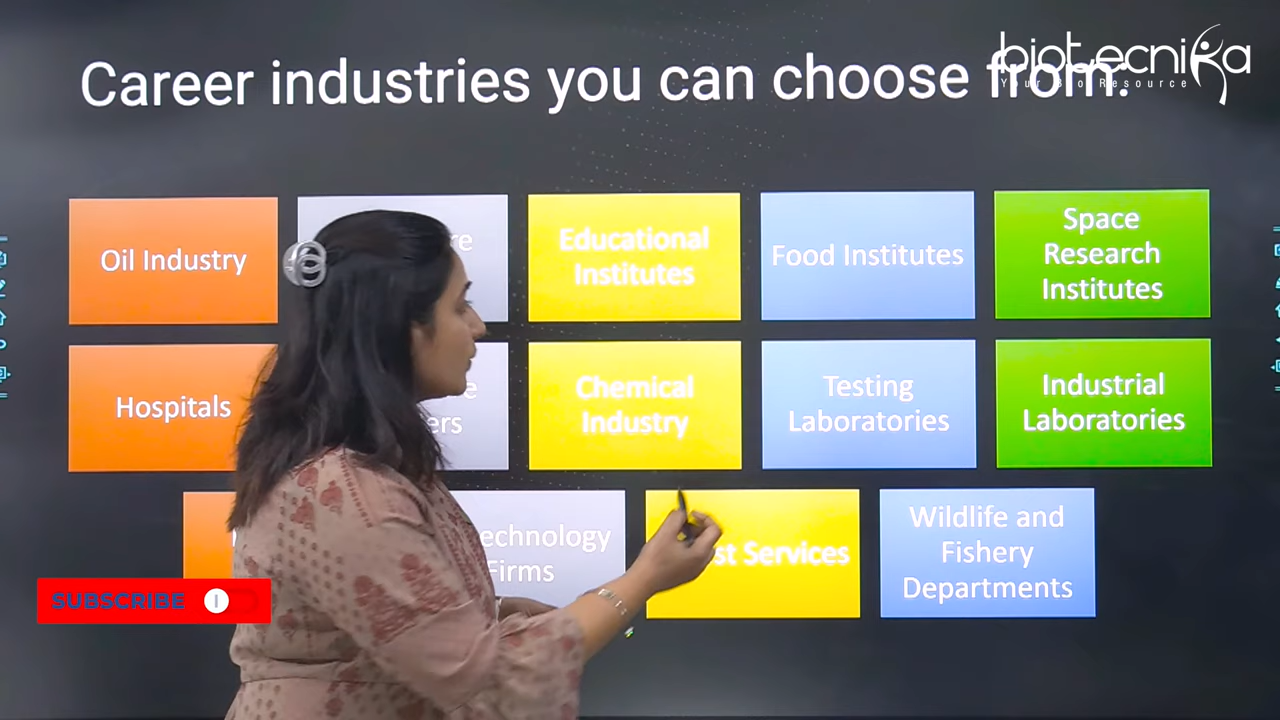 Career industries you can choose from:
biotecnika
Your Bio Resource
Oil Industry
Educational
Institutes
Food Institutes
Space
Research
Institutes
Hospitals
Chemical
Industry
Testing
Laboratories
Industrial
Laboratories
Firms
Services
Wildlife and
Fishery
Departments
SUBSCRIBE